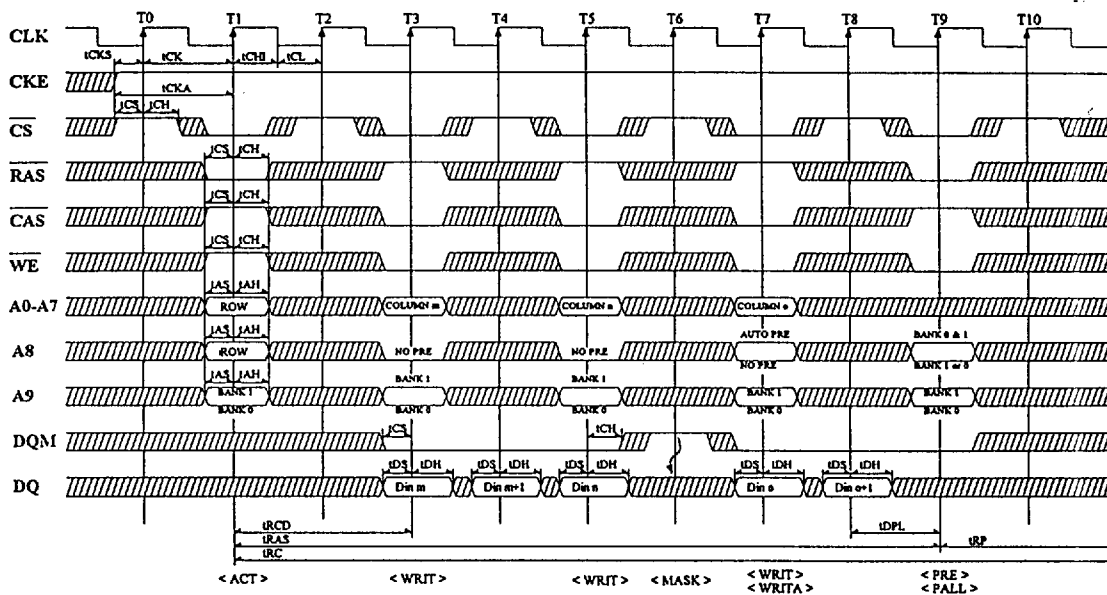 T0 T1 T2 T3 T4 T5 T6 T7 T8 T9 T10
CLK
tCKS tCK tCHI tCL
CKE
tCKA
tCS tCH
CS
tCS tCH
RAS
tCS tCH
CAS
tCS tCH
WE
tAS tAH
A0-A7 ROW COLUMN m COLUMN n COLUMN o
tAS tAH AUTO PRE BANK 0 & 1
A8 ROW NO PRE NO PRE
NO PRE BANK 1 or 0
tAS tAH BANK 1 BANK 1
A9 BANK 1 BANK 1 BANK 1
BANK 0 BANK 0 BANK 0 BANK 0 BANK 0
DQM tCS tCH
tDS tDH tDS tDH tDS tDH tDS tDH tDS tDH
DQ Din m Din m+1 Din n Din o Din o+1
tRCD tDPL
tRAS tRP
tRC
< ACT > < WRIT > < WRIT > < MASK > < WRIT > < PRE >
< WRITA > < PALL >